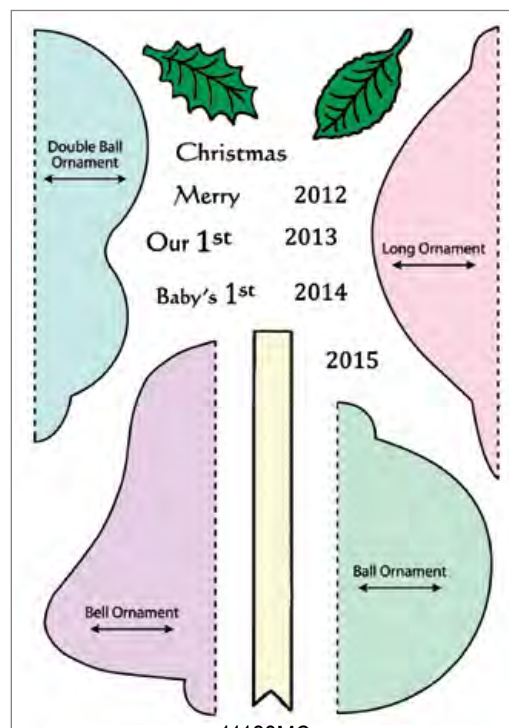 Double Ball
Ornament
Christmas
Merry
2012
Our 1st
2013
Long Ornament
Baby's 1st
2014
2015
Ball Ornament
Bell Ornament